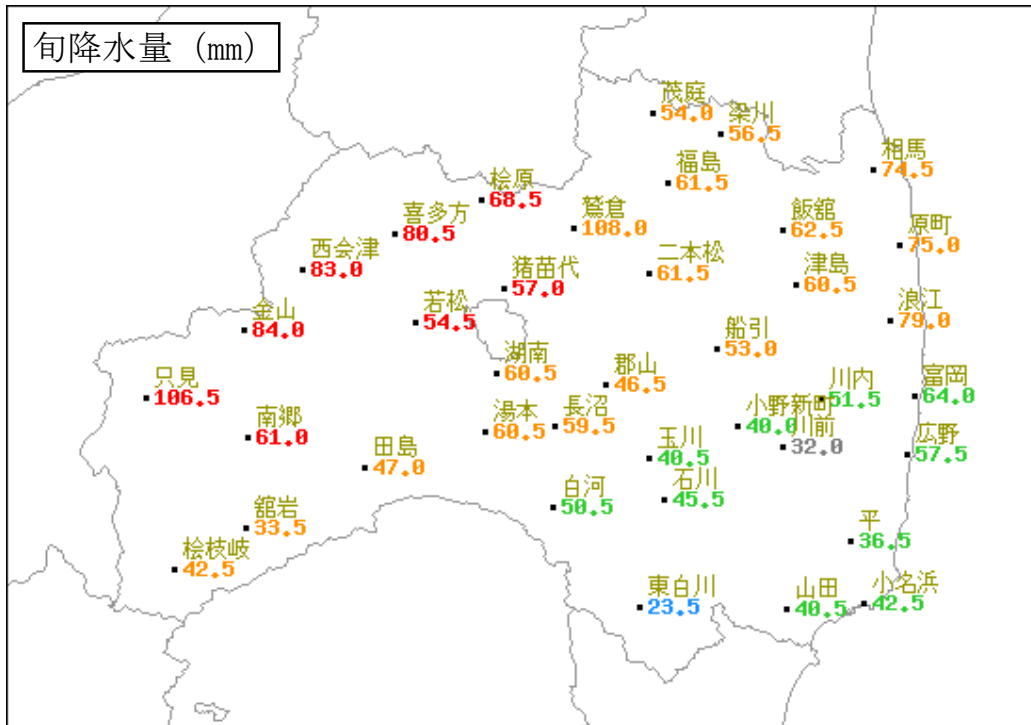 旬降水量 (mm)
茂庭
54.0
梁川
56.5
相馬
74.5
福島
61.5
桧原
68.5
鷲倉
108.0
飯舘
62.5
喜多方
80.5
原町
75.0
西会津
83.0
二本松
61.5
津島
60.5
猪苗代
57.0
若松
54.5
浪江
79.0
金山
84.0
船引
53.0
湖南
60.5
郡山
46.5
只見
106.5
川内
51.5
富岡
64.0
南郷
61.0
湯本
60.5
長沼
59.5
小野新町
40.0
川前
32.0
広野
57.5
田島
47.0
玉川
40.5
石川
45.5
白河
50.5
舘岩
33.5
平
36.5
桧枝岐
42.5
東白川
23.5
山田
40.5
小名浜
42.5